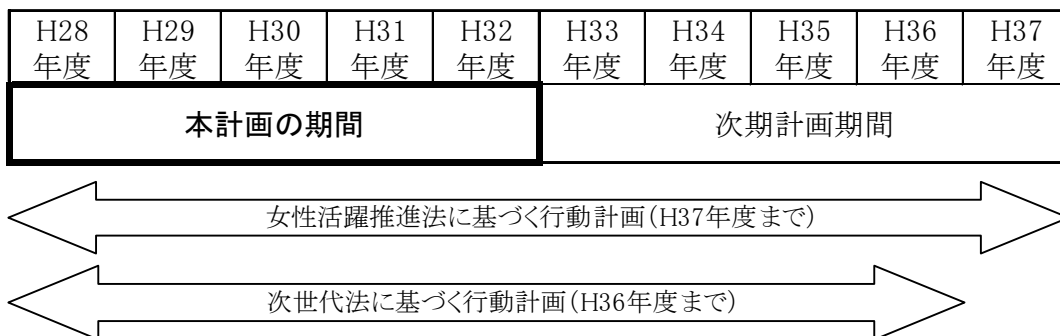 H28 H29 H30 H31 H32 H33 H34 H35 H36 H37
年度 年度 年度 年度 年度 年度 年度 年度 年度 年度
本計画の期間 次期計画期間
女性活躍推進法に基づく行動計画(H37年度まで)
次世代法に基づく行動計画(H36年度まで)